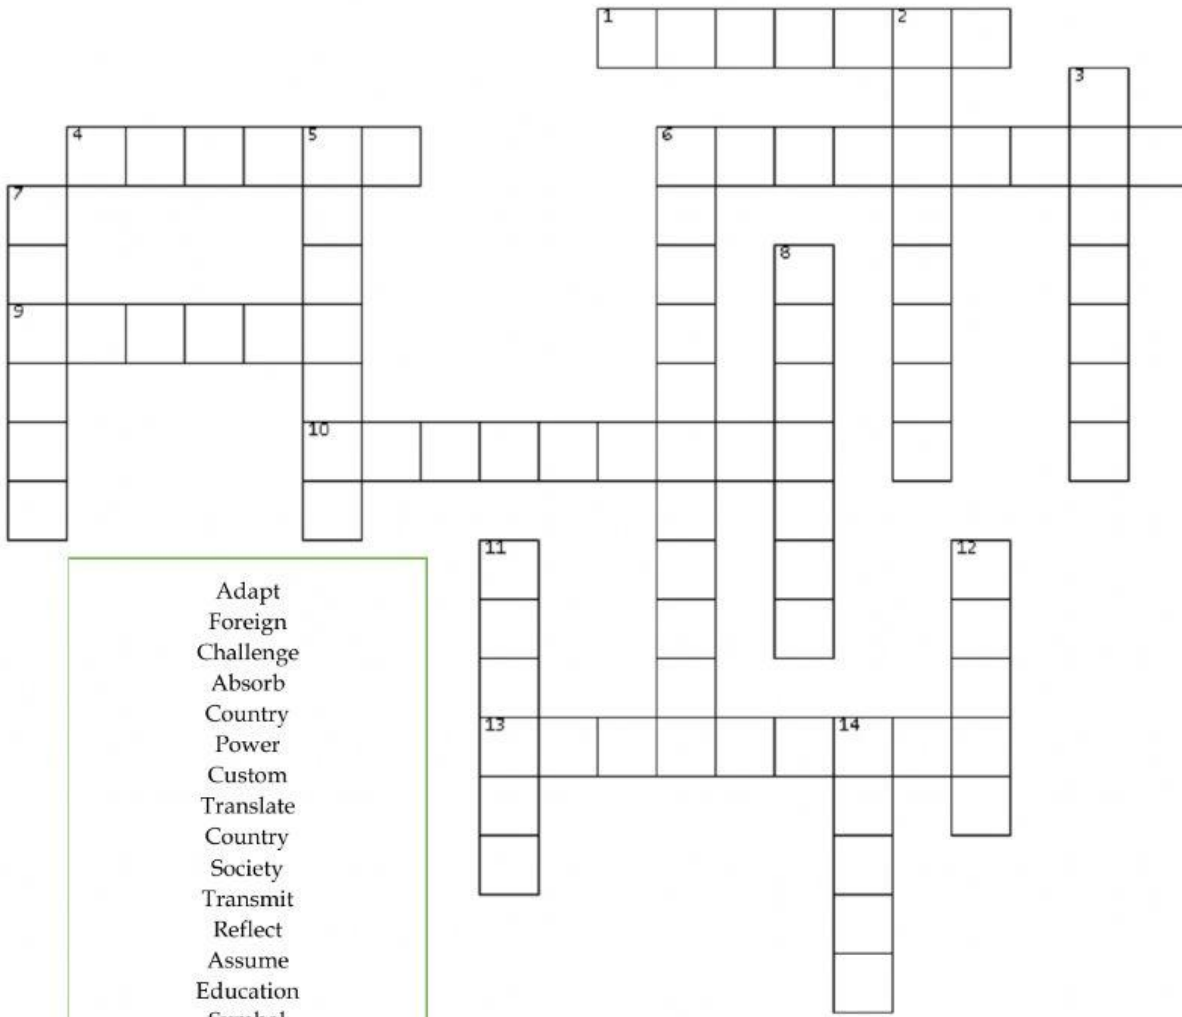 1 2
3
4 5 6
7
8
9
10
11 12
Adapt
Foreign
Challenge
Absorb
Country
13 14
Power
Custom
Translate
Country
Society
Transmit
Reflect
Assume
Education